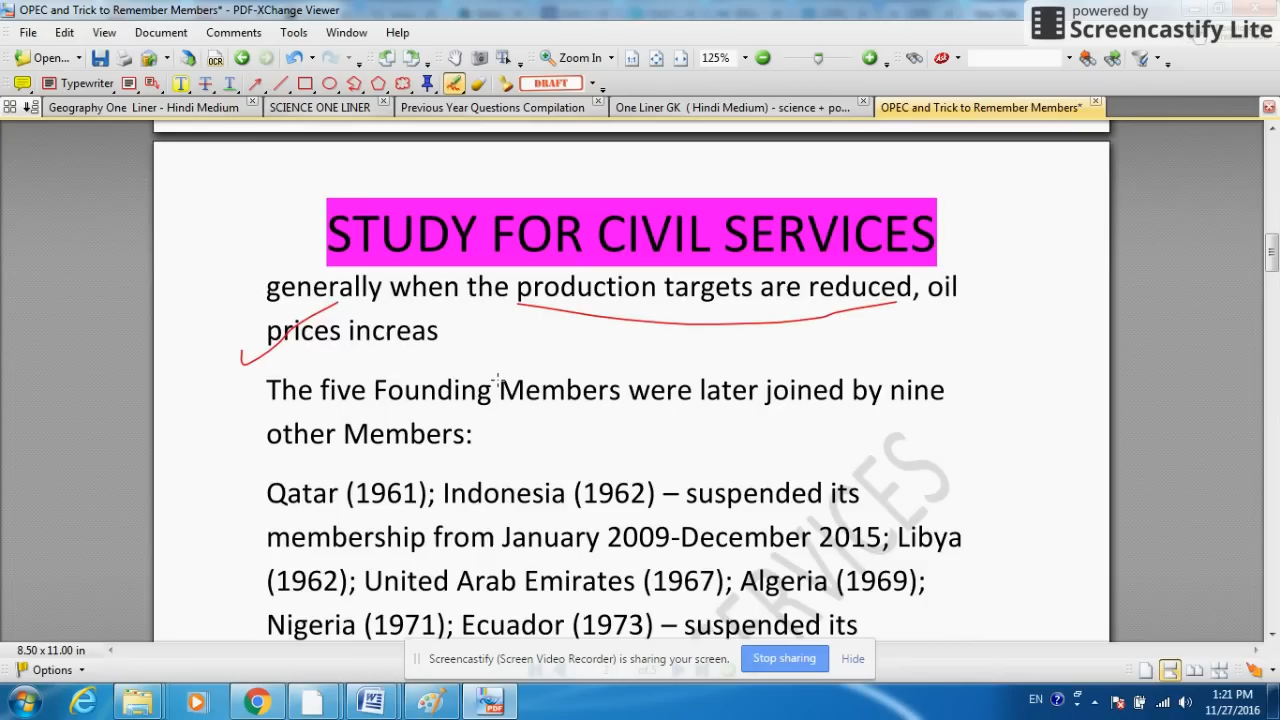 OPEC and Trick to Remember Members* - PDF-XChange Viewer
powered by
Screencastify Lite
File Edit View Document Comments Tools Window Help
Open... OCR Zoom In 125%
Typewriter DRAFT
Geography One Liner - Hindi Medium SCIENCE ONE LINER Previous Year Questions Compilation One Liner GK ( Hindi Medium) - science + po... OPEC and Trick to Remember Members*
STUDY FOR CIVIL SERVICES
generally when the production targets are reduced, oil
prices increas
The five Founding Members were later joined by nine
other Members:
Qatar (1961); Indonesia (1962) – suspended its
membership from January 2009-December 2015; Libya
(1962); United Arab Emirates (1967); Algeria (1969);
Nigeria (1971); Ecuador (1973) – suspended its
SERVICES
8.50 x 11.00 in
Screencastify (Screen Video Recorder) is sharing your screen. Stop sharing Hide
Options
EN 1:21 PM
11/27/2016